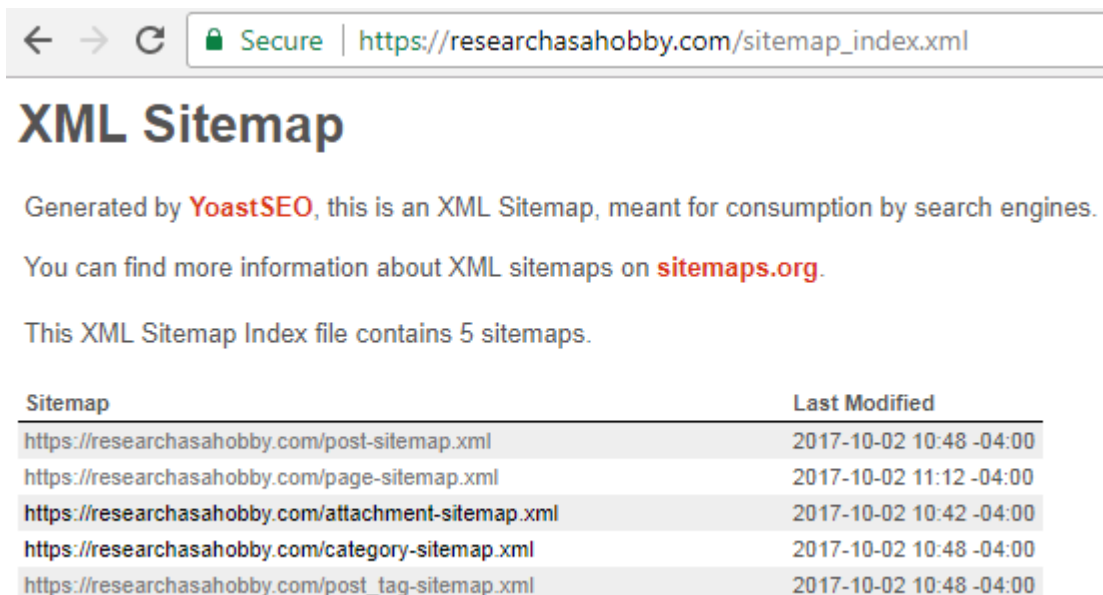 Secure | https://researchasahobby.com/sitemap_index.xml
XML Sitemap
Generated by YoastSEO, this is an XML Sitemap, meant for consumption by search engines.
You can find more information about XML sitemaps on sitemaps.org.
This XML Sitemap Index file contains 5 sitemaps.
Sitemap Last Modified
https://researchasahobby.com/post-sitemap.xml 2017-10-02 10:48 -04:00
https://researchasahobby.com/page-sitemap.xml 2017-10-02 11:12 -04:00
https://researchasahobby.com/attachment-sitemap.xml 2017-10-02 10:42 -04:00
https://researchasahobby.com/category-sitemap.xml 2017-10-02 10:48 -04:00
https://researchasahobby.com/post_tag-sitemap.xml 2017-10-02 10:48 -04:00